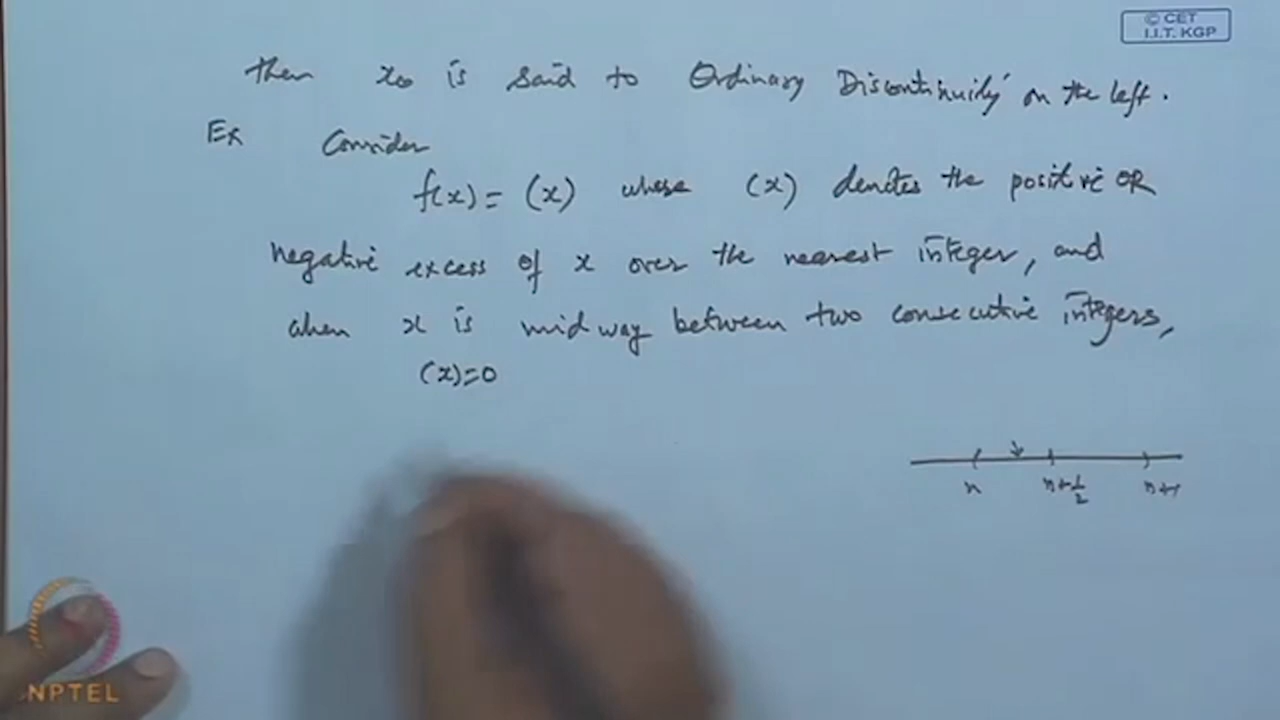 © CET
I.I.T. KGP
then x₀ is said to Ordinary Discontinuity on the left.
Ex Consider
f(x) = (x) where (x) denotes the positive OR
negative excess of x over the nearest integer, and
when x is midway between two consecutive integers,
(x)=0
n n+1/2 n+1
NPTEL